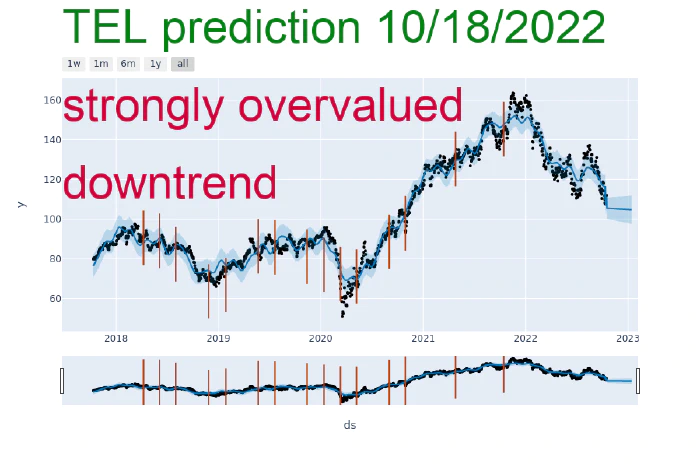 TEL prediction 10/18/2022
1w 1m 6m 1y all
160
strongly overvalued
140
120
downtrend
100
y
80
60
2018 2019 2020 2021 2022 2023
ds